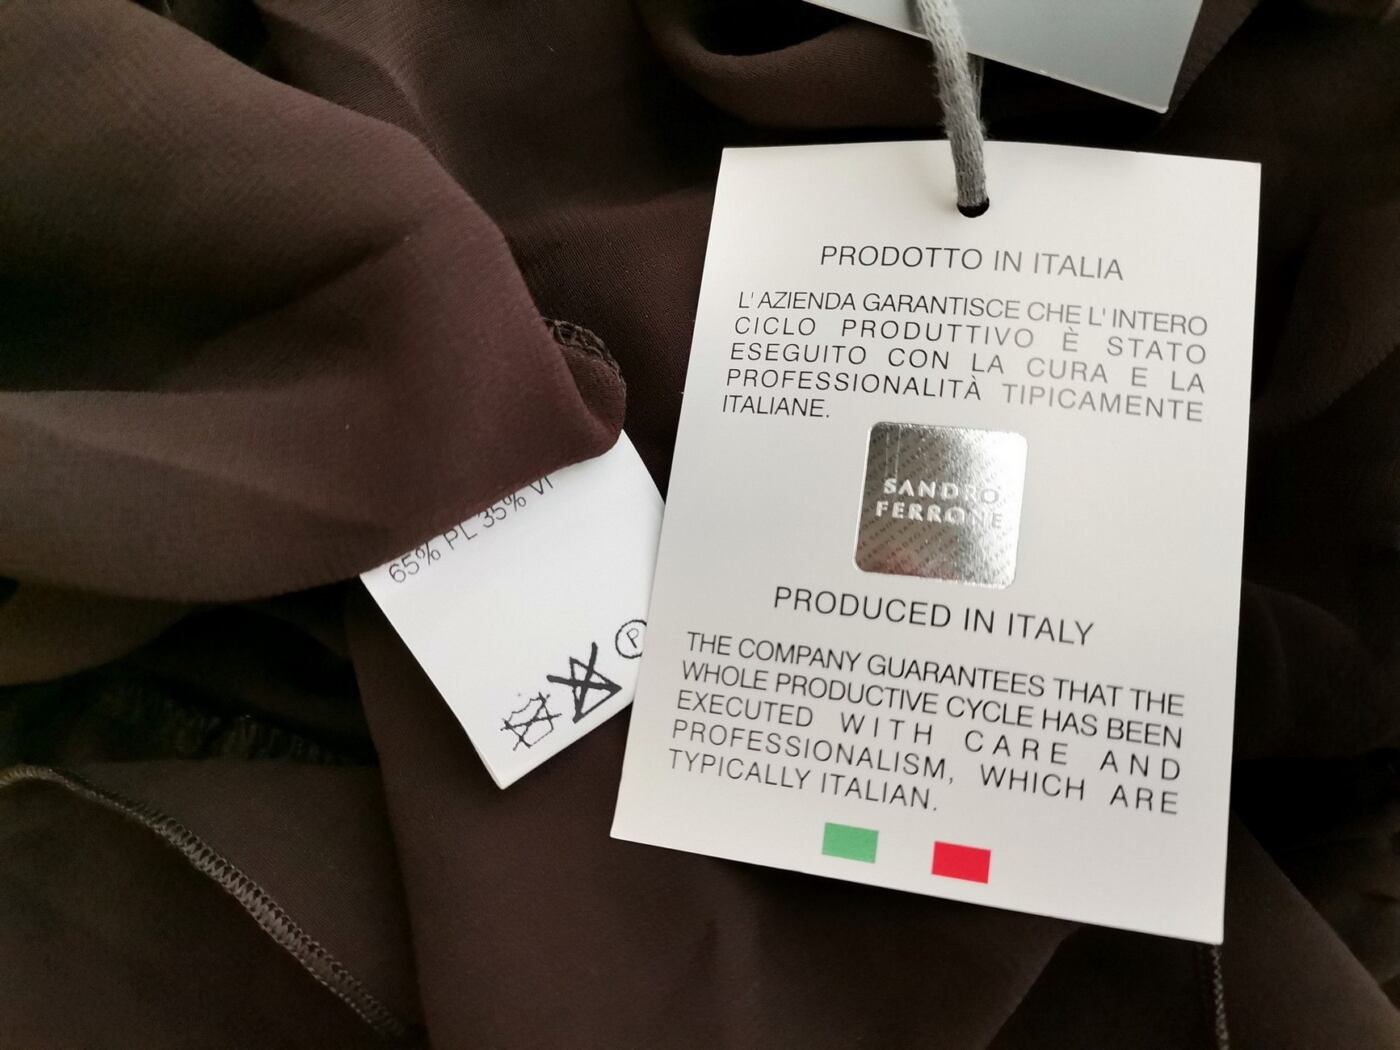 PRODOTTO IN ITALIA
L'AZIENDA GARANTISCE CHE L'INTERO
CICLO PRODUTTIVO È STATO
ESEGUITO CON LA CURA E LA
PROFESSIONALITÀ TIPICAMENTE
ITALIANE.
SANDRO
FERRONE
PRODUCED IN ITALY
THE COMPANY GUARANTEES THAT THE
WHOLE PRODUCTIVE CYCLE HAS BEEN
EXECUTED WITH CARE AND
PROFESSIONALISM, WHICH ARE
TYPICALLY ITALIAN.
65% PL 35% VI
P